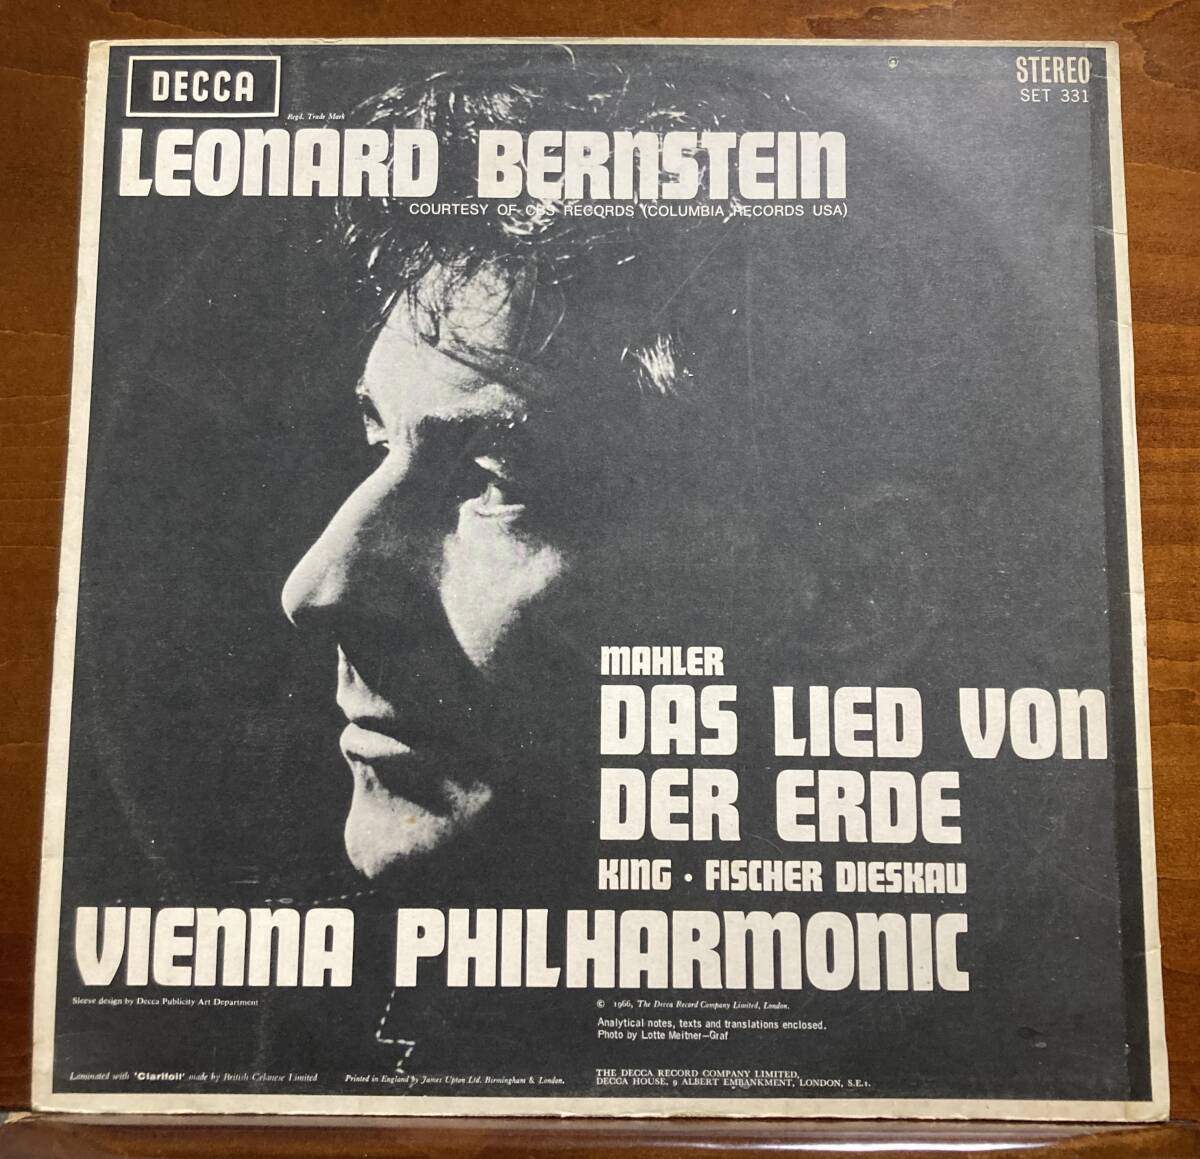 DECCA
Regd. Trade Mark
STEREO
SET 331
LEONARD BERNSTEIN
COURTESY OF CBS RECORDS (COLUMBIA RECORDS USA)
MAHLER
DAS LIED VON
DER ERDE
KING · FISCHER DIESKAU
VIENNA PHILHARMONIC
Sleeve design by Decca Publicity Art Department
© 1966, The Decca Record Company Limited, London.
Analytical notes, texts and translations enclosed.
Photo by Lotte Meitner–Graf
Laminated with 'Clarifoil' made by British Celanese Limited
Printed in England by James Upton Ltd. Birmingham & London.
THE DECCA RECORD COMPANY LIMITED,
DECCA HOUSE, 9 ALBERT EMBANKMENT, LONDON, S.E.1.